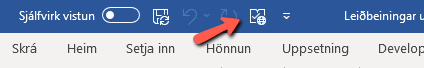 Sjálfvirk vistun Leiðbeiningar u
Skrá Heim Setja inn Hönnun Uppsetning Develop